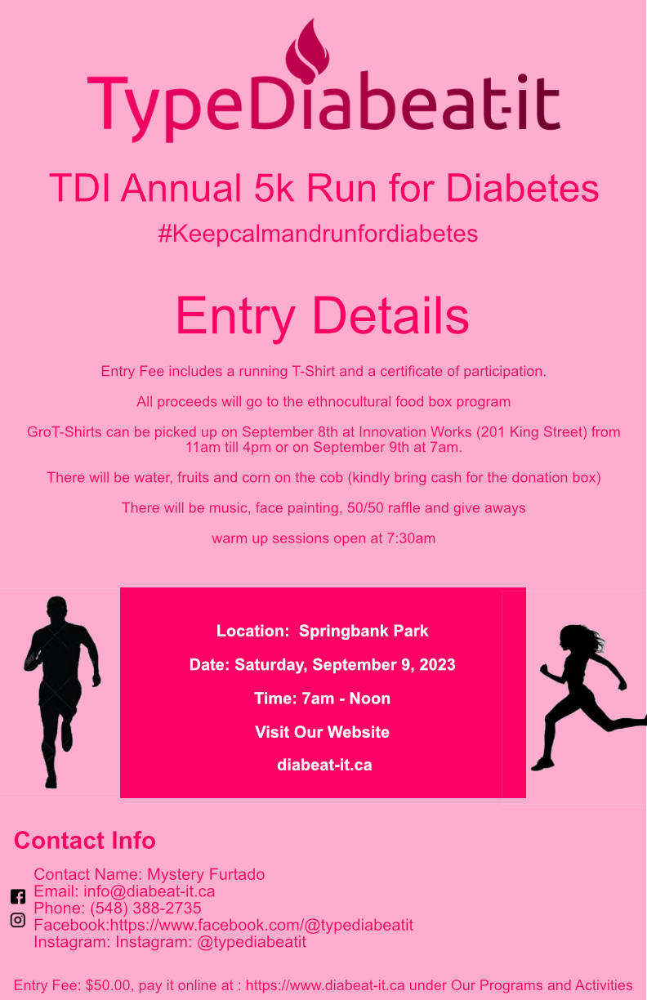 TypeDiabeat-it
TDI Annual 5k Run for Diabetes
#Keepcalmandrunfordiabetes
Entry Details
Entry Fee includes a running T-Shirt and a certificate of participation.
All proceeds will go to the ethnocultural food box program
GroT-Shirts can be picked up on September 8th at Innovation Works (201 King Street) from
11am till 4pm or on September 9th at 7am.
There will be water, fruits and corn on the cob (kindly bring cash for the donation box)
There will be music, face painting, 50/50 raffle and give aways
warm up sessions open at 7:30am
Location: Springbank Park
Date: Saturday, September 9, 2023
Time: 7am - Noon
Visit Our Website
diabeat-it.ca
Contact Info
Contact Name: Mystery Furtado
Email: info@diabeat-it.ca
Phone: (548) 388-2735
Facebook:https://www.facebook.com/@typediabeatit
Instagram: Instagram: @typediabeatit
Entry Fee: $50.00, pay it online at : https://www.diabeat-it.ca under Our Programs and Activities